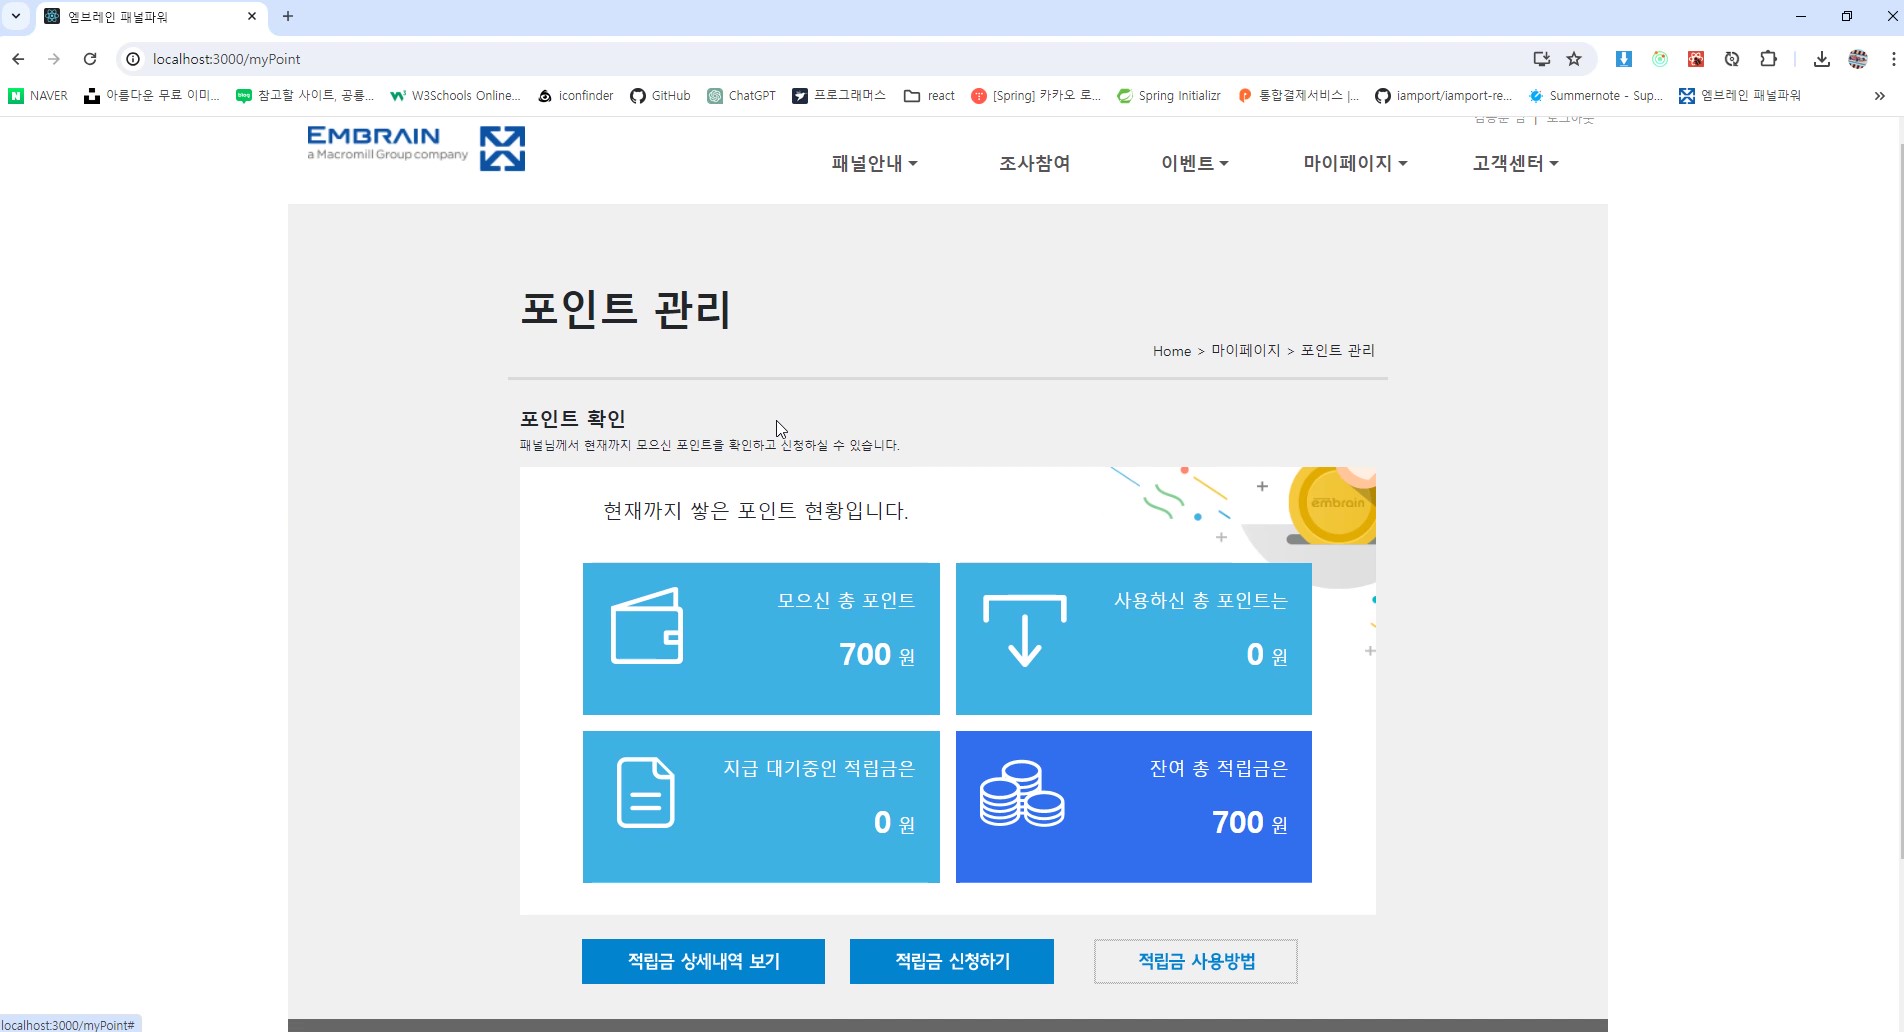 엠브레인 패널파워
localhost:3000/myPoint
NAVER 아름다운 무료 이미... 참고할 사이트, 공룡... W3Schools Online... iconfinder GitHub ChatGPT 프로그래머스 react [Spring] 카카오 로... Spring Initializr 통합결제서비스 |... iamport/iamport-re... Summernote - Sup... 엠브레인 패널파워
EMBRAIN
a Macromill Group company
패널안내 조사참여 이벤트 마이페이지 고객센터
포인트 관리
Home > 마이페이지 > 포인트 관리
포인트 확인
패널님께서 현재까지 모으신 포인트을 확인하고 신청하실 수 있습니다.
현재까지 쌓은 포인트 현황입니다.
embrain
모으신 총 포인트
700 원
사용하신 총 포인트는
0 원
지급 대기중인 적립금은
0 원
잔여 총 적립금은
700 원
적립금 상세내역 보기 적립금 신청하기 적립금 사용방법
localhost:3000/myPoint#